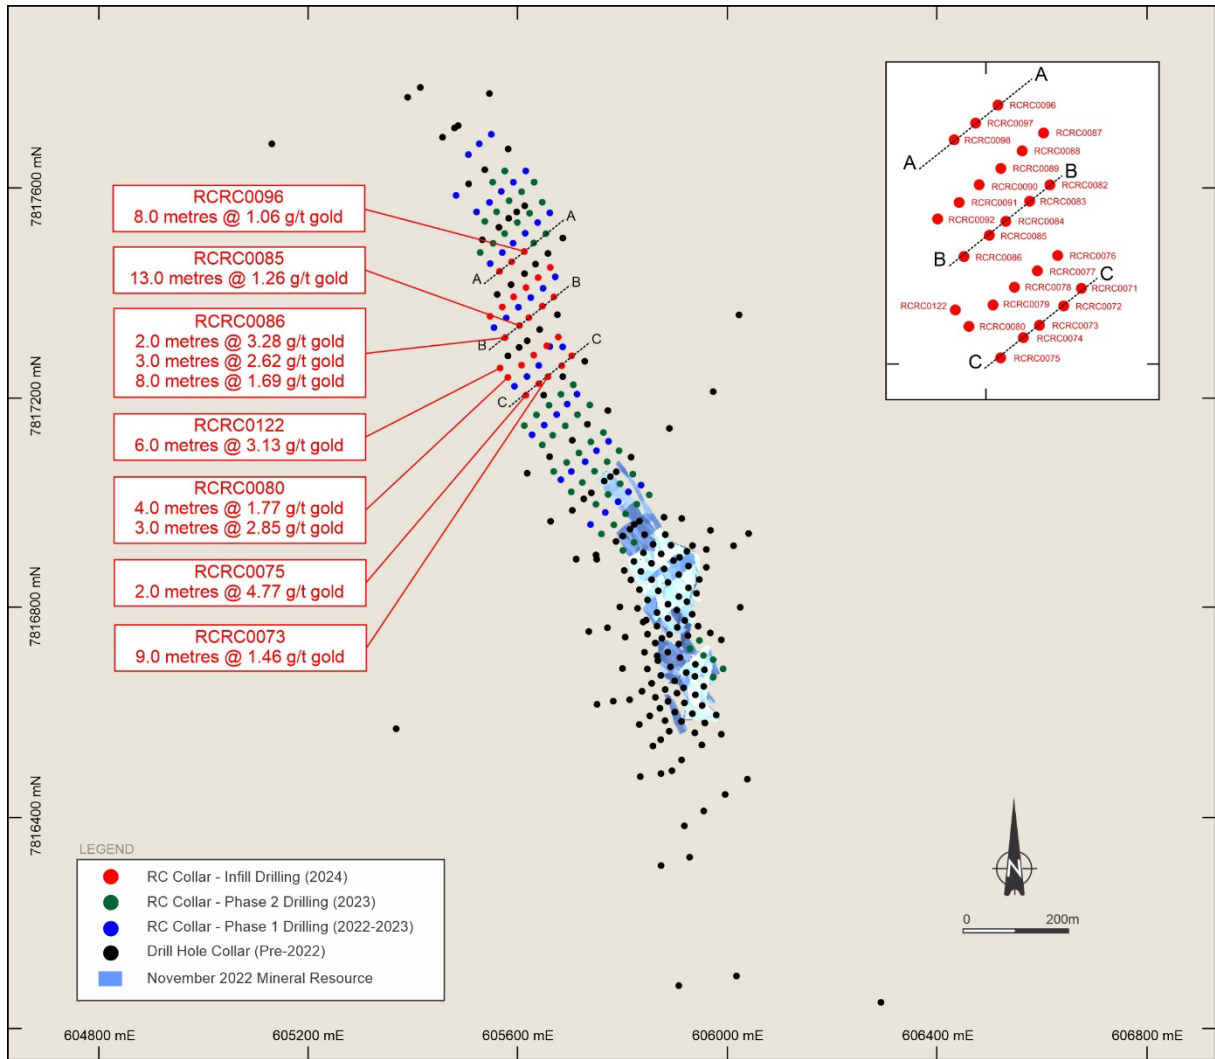 7817600 mN
7817200 mN
7816800 mN
7816400 mN
RCRC0096
8.0 metres @ 1.06 g/t gold
RCRC0085
13.0 metres @ 1.26 g/t gold
RCRC0086
2.0 metres @ 3.28 g/t gold
3.0 metres @ 2.62 g/t gold
8.0 metres @ 1.69 g/t gold
RCRC0122
6.0 metres @ 3.13 g/t gold
RCRC0080
4.0 metres @ 1.77 g/t gold
3.0 metres @ 2.85 g/t gold
RCRC0075
2.0 metres @ 4.77 g/t gold
RCRC0073
9.0 metres @ 1.46 g/t gold
A
A
B
B
C
C
A
RCRC0096
RCRC0097
RCRC0087
RCRC0098
RCRC0088
A
RCRC0089
B
RCRC0090
RCRC0082
RCRC0091
RCRC0083
RCRC0092
RCRC0084
RCRC0085
B
RCRC0086
RCRC0076
RCRC0077
C
RCRC0078
RCRC0071
RCRC0122
RCRC0079
RCRC0072
RCRC0080
RCRC0073
RCRC0074
C
RCRC0075
LEGEND
RC Collar - Infill Drilling (2024)
RC Collar - Phase 2 Drilling (2023)
RC Collar - Phase 1 Drilling (2022-2023)
Drill Hole Collar (Pre-2022)
November 2022 Mineral Resource
N
0 200m
604800 mE
605200 mE
605600 mE
606000 mE
606400 mE
606800 mE